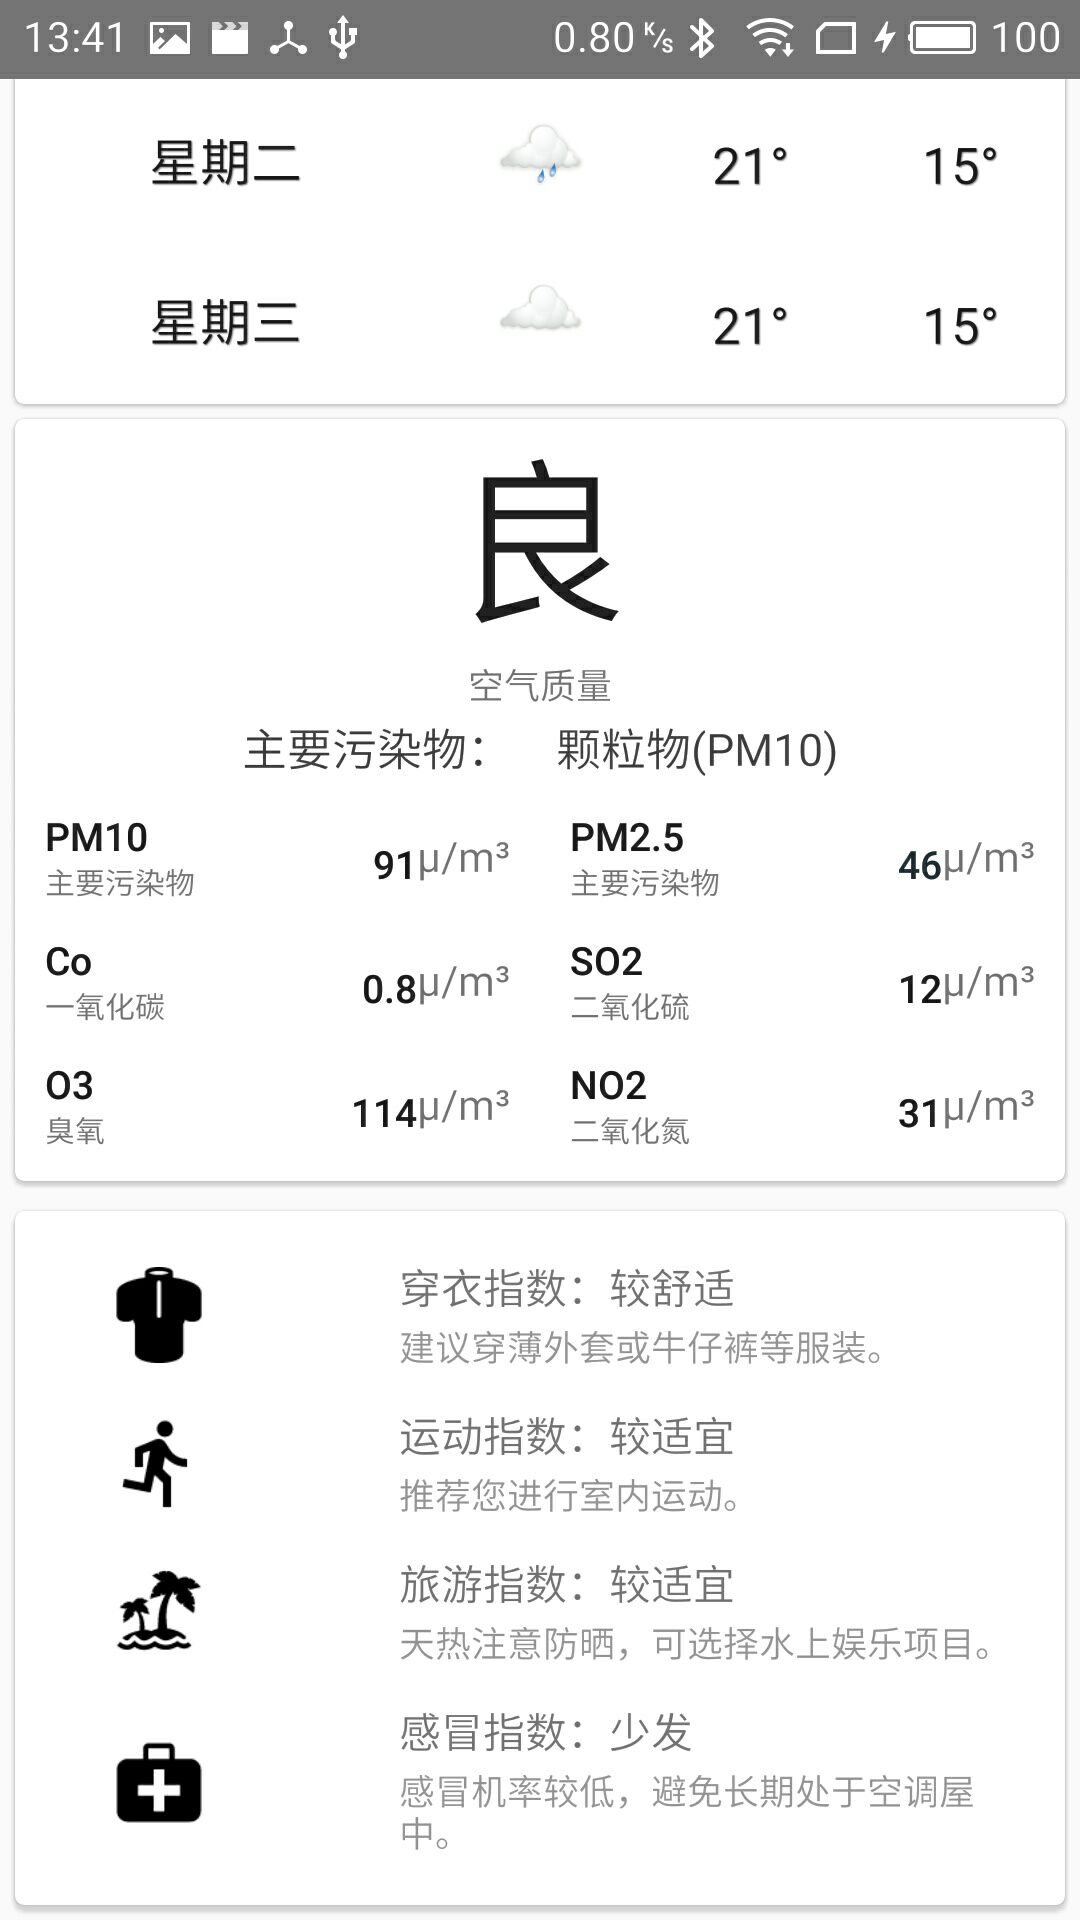 13:41 0.80 K/s 100
星期二 21° 15°
星期三 21° 15°
良
空气质量
主要污染物： 颗粒物(PM10)
PM10 91μ/m³ PM2.5 46μ/m³
主要污染物 主要污染物
Co 0.8μ/m³ SO2 12μ/m³
一氧化碳 二氧化硫
O3 114μ/m³ NO2 31μ/m³
臭氧 二氧化氮
穿衣指数：较舒适
建议穿薄外套或牛仔裤等服装。
运动指数：较适宜
推荐您进行室内运动。
旅游指数：较适宜
天热注意防晒，可选择水上娱乐项目。
感冒指数：少发
感冒机率较低，避免长期处于空调屋
中。